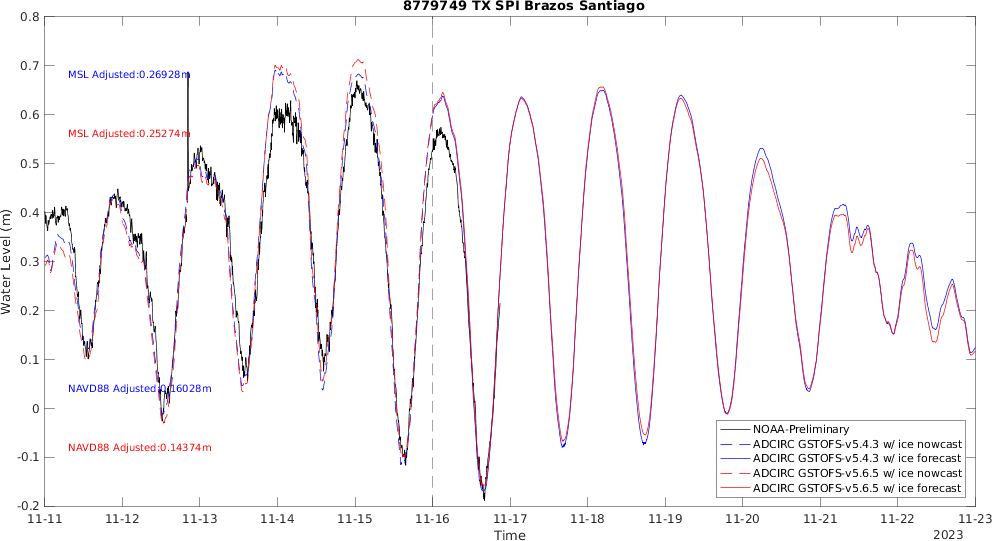 8779749 TX SPI Brazos Santiago
Water Level (m)
0.8
0.7
0.6
0.5
0.4
0.3
0.2
0.1
0
-0.1
-0.2
MSL Adjusted:0.26928m
MSL Adjusted:0.25274m
NAVD88 Adjusted:0.16028m
NAVD88 Adjusted:0.14374m
NOAA-Preliminary
ADCIRC GSTOFS-v5.4.3 w/ ice nowcast
ADCIRC GSTOFS-v5.4.3 w/ ice forecast
ADCIRC GSTOFS-v5.6.5 w/ ice nowcast
ADCIRC GSTOFS-v5.6.5 w/ ice forecast
11-11 11-12 11-13 11-14 11-15 11-16 11-17 11-18 11-19 11-20 11-21 11-22 11-23
Time
2023